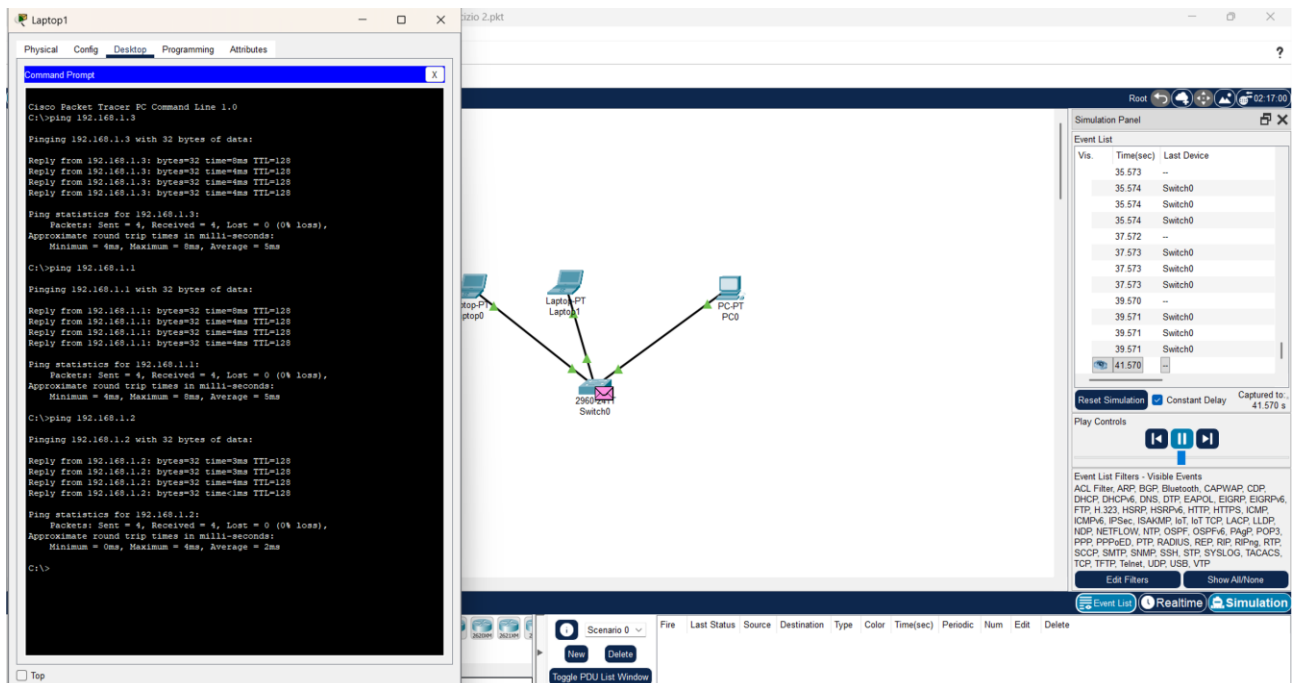 Laptop1
izio 2.pkt
Physical Config Desktop Programming Attributes
?
Command Prompt
X
Cisco Packet Tracer PC Command Line 1.0
C:\>ping 192.168.1.3
Pinging 192.168.1.3 with 32 bytes of data:
Reply from 192.168.1.3: bytes=32 time=8ms TTL=128
Reply from 192.168.1.3: bytes=32 time=4ms TTL=128
Reply from 192.168.1.3: bytes=32 time=4ms TTL=128
Reply from 192.168.1.3: bytes=32 time=4ms TTL=128
Ping statistics for 192.168.1.3:
Packets: Sent = 4, Received = 4, Lost = 0 (0% loss),
Approximate round trip times in milli-seconds:
Minimum = 4ms, Maximum = 8ms, Average = 5ms
C:\>ping 192.168.1.1
Pinging 192.168.1.1 with 32 bytes of data:
Reply from 192.168.1.1: bytes=32 time=8ms TTL=128
Reply from 192.168.1.1: bytes=32 time=4ms TTL=128
Reply from 192.168.1.1: bytes=32 time=4ms TTL=128
Reply from 192.168.1.1: bytes=32 time=4ms TTL=128
Ping statistics for 192.168.1.1:
Packets: Sent = 4, Received = 4, Lost = 0 (0% loss),
Approximate round trip times in milli-seconds:
Minimum = 4ms, Maximum = 8ms, Average = 5ms
C:\>ping 192.168.1.2
Pinging 192.168.1.2 with 32 bytes of data:
Reply from 192.168.1.2: bytes=32 time=3ms TTL=128
Reply from 192.168.1.2: bytes=32 time=3ms TTL=128
Reply from 192.168.1.2: bytes=32 time=4ms TTL=128
Reply from 192.168.1.2: bytes=32 time<1ms TTL=128
Ping statistics for 192.168.1.2:
Packets: Sent = 4, Received = 4, Lost = 0 (0% loss),
Approximate round trip times in milli-seconds:
Minimum = 0ms, Maximum = 4ms, Average = 2ms
C:\>
Top
Root 02:17:00
top-PT
ptop0
Laptop-PT
Laptop1
PC-PT
PC0
2960-24TT
Switch0
Simulation Panel
Event List
Vis. Time(sec) Last Device
35.573 --
35.574 Switch0
35.574 Switch0
35.574 Switch0
37.572 --
37.573 Switch0
37.573 Switch0
37.573 Switch0
39.570 --
39.571 Switch0
39.571 Switch0
39.571 Switch0
41.570 --
Reset Simulation Constant Delay Captured to:,
41.570 s
Play Controls
Event List Filters - Visible Events
ACL Filter, ARP, BGP, Bluetooth, CAPWAP, CDP,
DHCP, DHCPv6, DNS, DTP, EAPOL, EIGRP, EIGRPv6,
FTP, H.323, HSRP, HSRPv6, HTTP, HTTPS, ICMP,
ICMPv6, IPSec, ISAKMP, IoT, IoT TCP, LACP, LLDP,
NDP, NETFLOW, NTP, OSPF, OSPFv6, PAgP, POP3,
PPP, PPPoED, PTP, RADIUS, REP, RIP, RIPng, RTP,
SCCP, SMTP, SNMP, SSH, STP, SYSLOG, TACACS,
TCP, TFTP, Telnet, UDP, USB, VTP
Edit Filters Show All/None
Event List Realtime Simulation
2620XM 2621XM 2
Scenario 0
New Delete
Toggle PDU List Window
Fire Last Status Source Destination Type Color Time(sec) Periodic Num Edit Delete